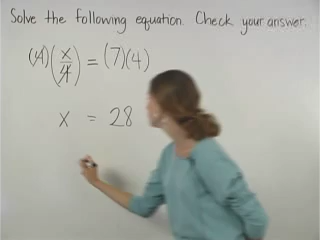 Solve the following equation. Check your answer.
(4)(x/4) = (7)(4)
x = 28